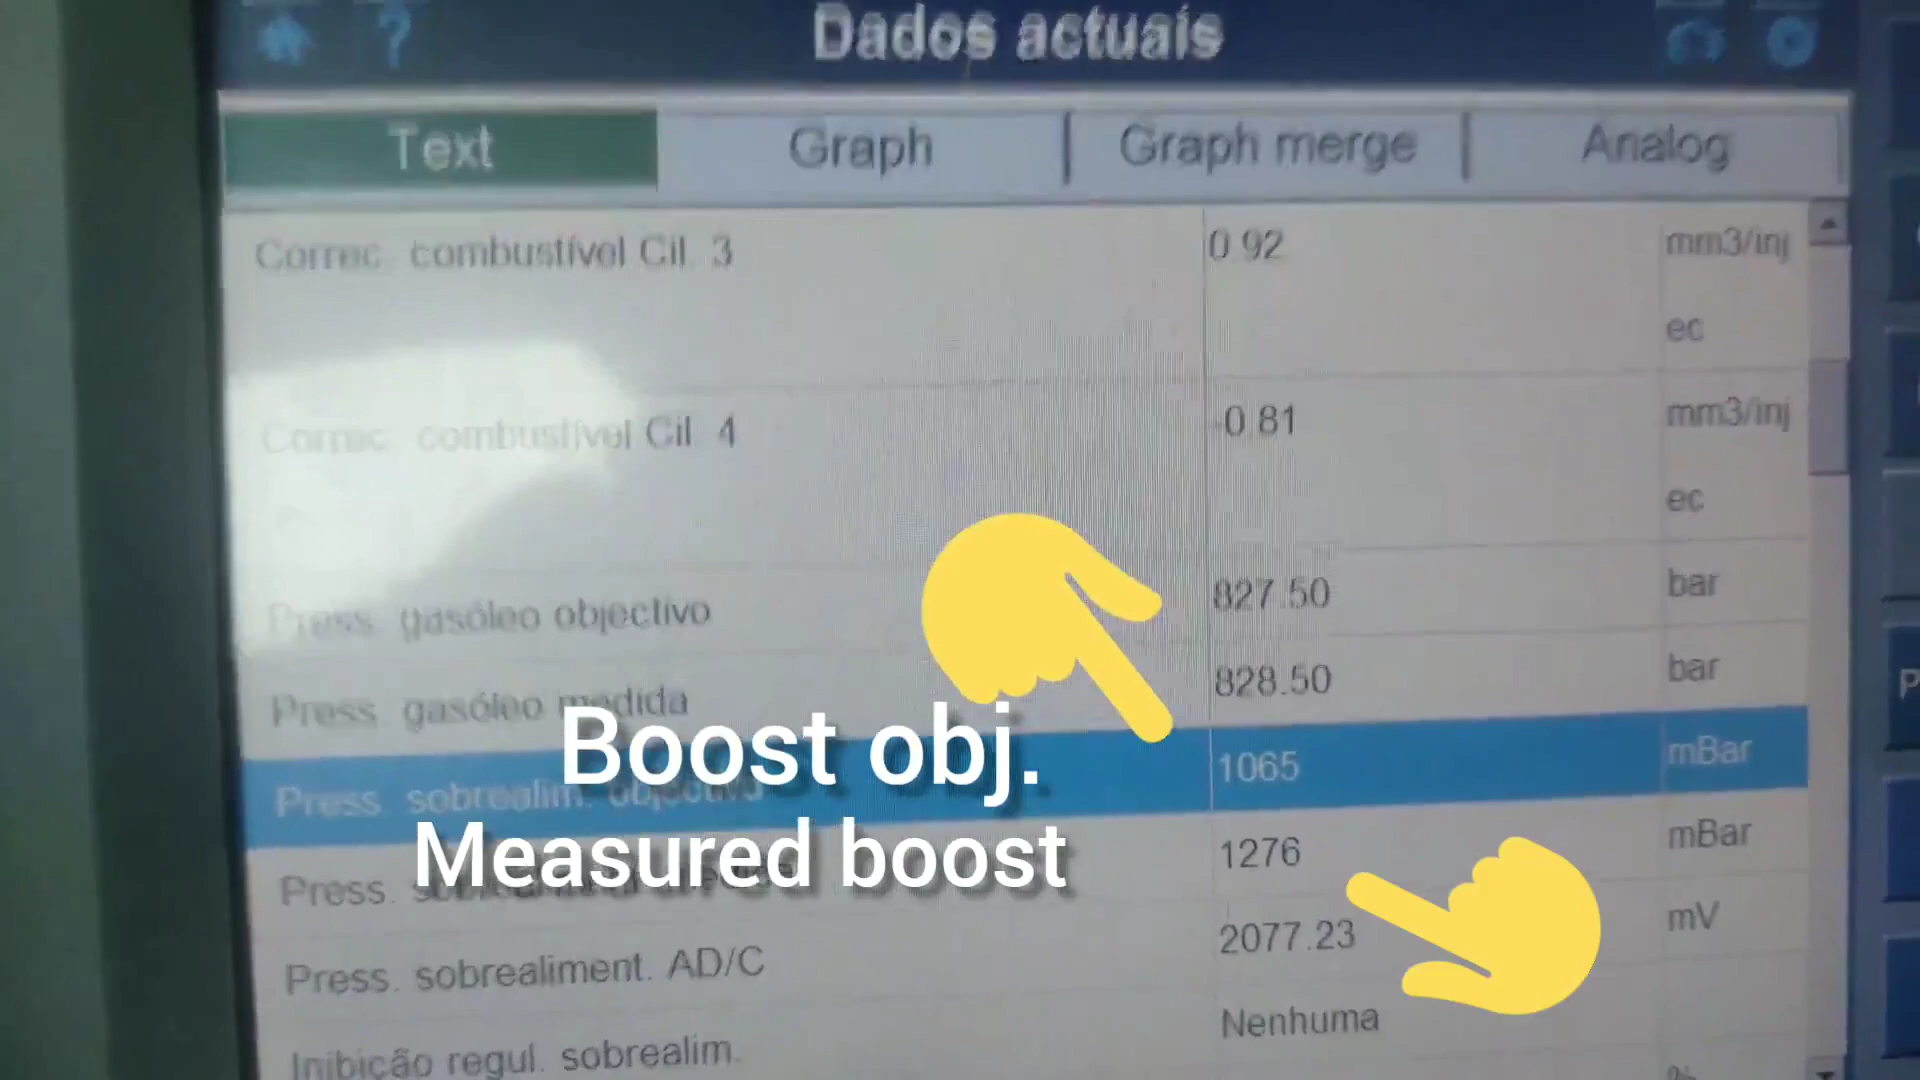 ?
Dados actuais
Text
Graph
Graph merge
Analog
Correc. combustível Cil. 3
0.92
mm3/inj
ec
Correc. combustível Cil. 4
-0.81
mm3/inj
ec
Press. gasóleo objectivo
827.50
bar
Press. gasóleo medida
828.50
bar
Boost obj.
Press. sobrealim. objectivo
1065
mBar
Measured boost
Press.
1276
mBar
Press. sobrealiment. AD/C
2077.23
mV
Inibição regul. sobrealim.
Nenhuma
%
P